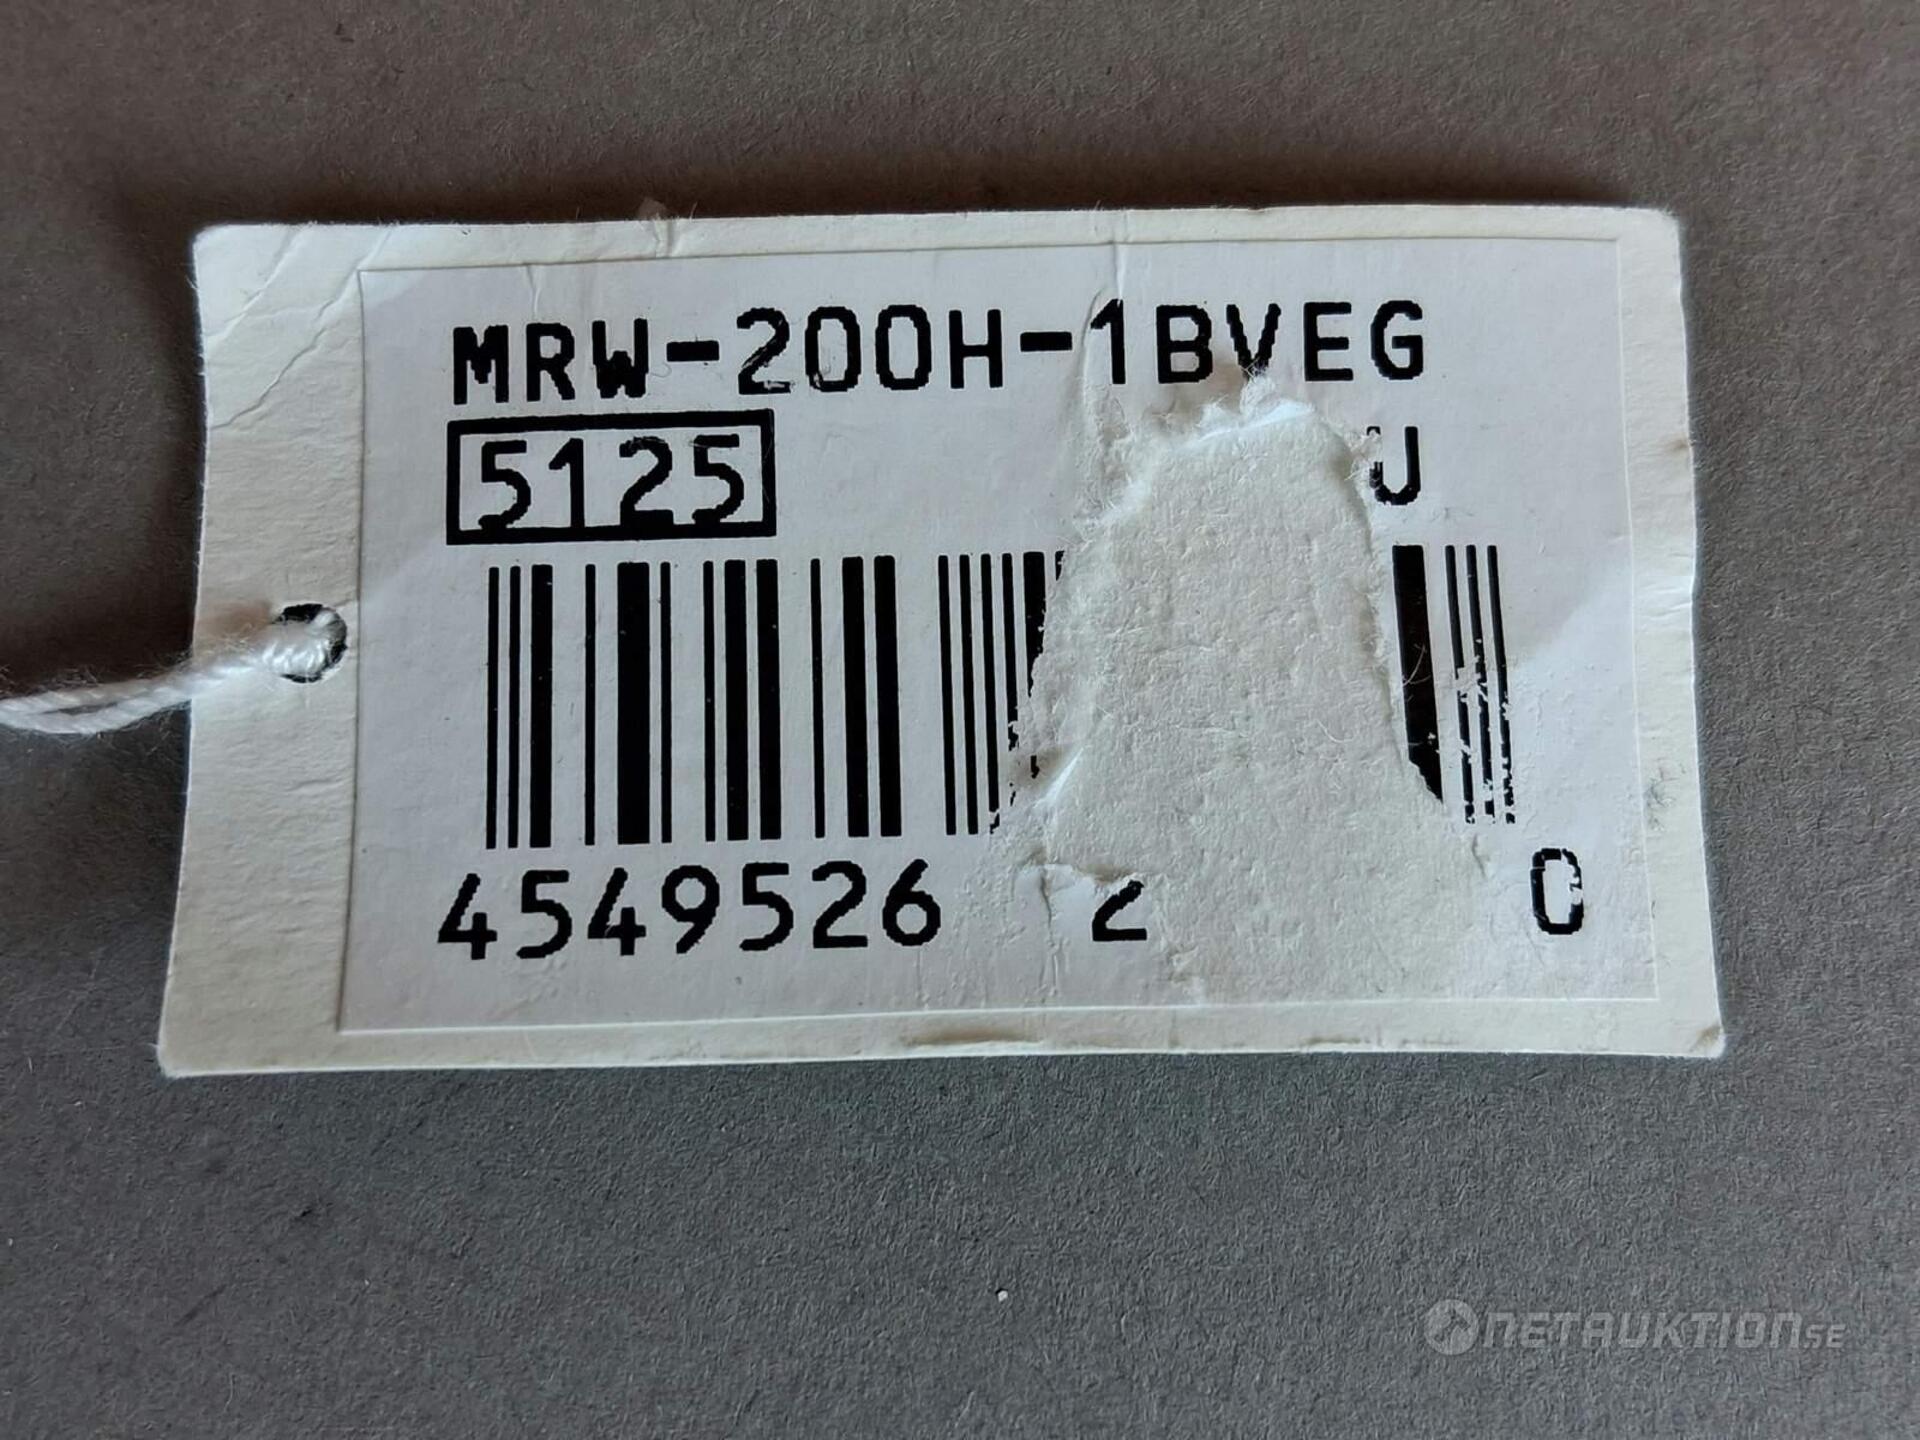 MRW-200H-1BVEG
5125 U
4549526 2 0
NETAUKTION.SE